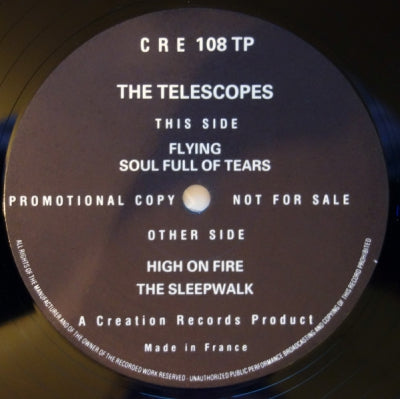 CRE 108 TP
THE TELESCOPES
THIS SIDE
FLYING
SOUL FULL OF TEARS
PROMOTIONAL COPY NOT FOR SALE
OTHER SIDE
HIGH ON FIRE
THE SLEEPWALK
A Creation Records Product
Made in France
ALL RIGHTS OF THE MANUFACTURER AND OF THE OWNER OF THE RECORDED WORK RESERVED - UNAUTHORIZED PUBLIC PERFORMANCE BROADCASTING AND COPYING OF THIS RECORD PROHIBITED